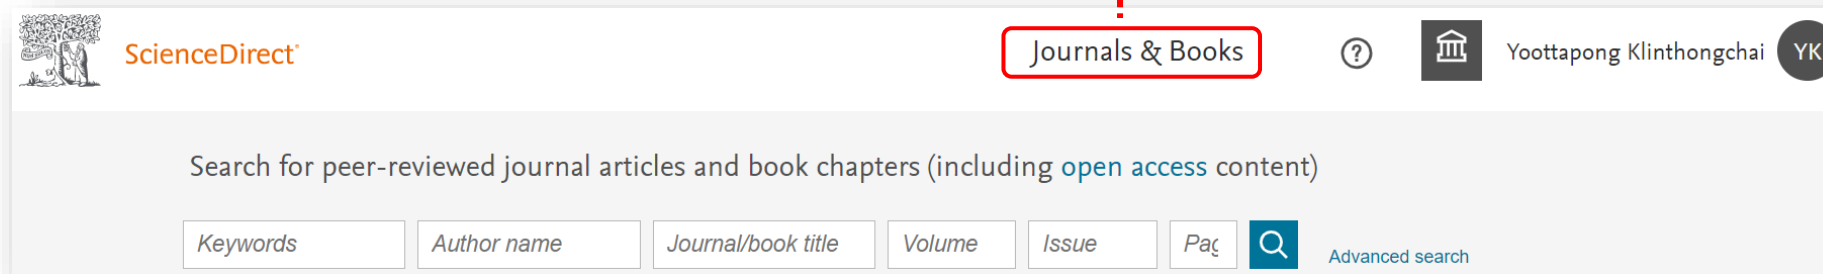 ScienceDirect
Journals & Books
?
Yoottapong Klinthongchai
YK
Search for peer-reviewed journal articles and book chapters (including open access content)
Keywords
Author name
Journal/book title
Volume
Issue
Advanced search